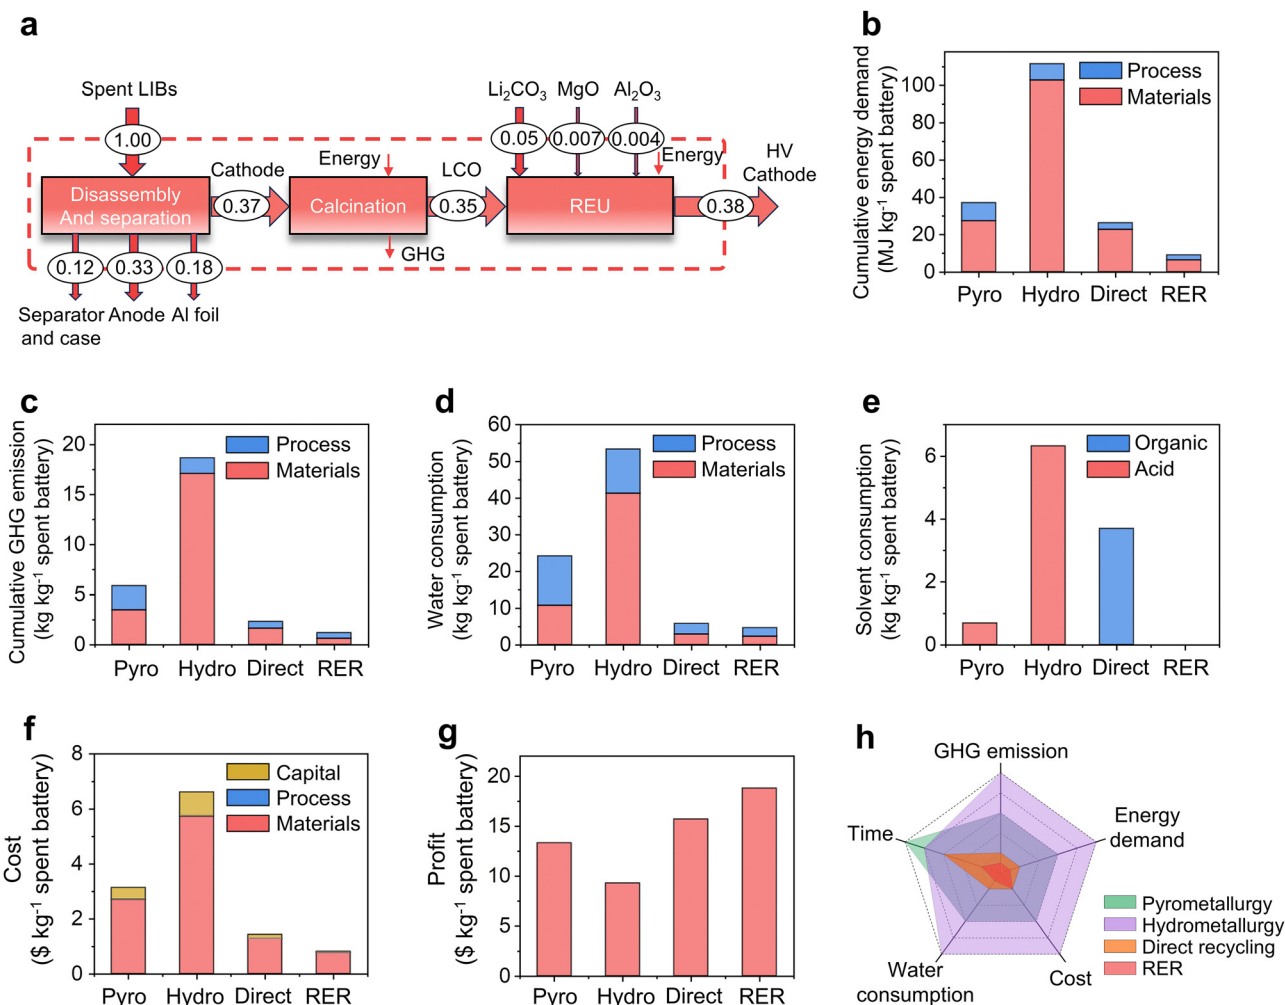 a
Spent LIBs
1.00
Disassembly
And separation
Cathode
0.37
Energy
Calcination
GHG
LCO
0.35
Li₂CO₃ MgO Al₂O₃
0.05 0.007 0.004
Energy
REU
HV
Cathode
0.38
0.12 0.33 0.18
Separator
and case
Anode
Al foil
b
Cumulative energy demand
(MJ kg⁻¹ spent battery)
100
80
60
40
20
0
Process
Materials
Pyro Hydro Direct RER
c
Cumulative GHG emission
(kg kg⁻¹ spent battery)
20
15
10
5
0
Process
Materials
Pyro Hydro Direct RER
d
Water consumption
(kg kg⁻¹ spent battery)
60
50
40
30
20
10
0
Process
Materials
Pyro Hydro Direct RER
e
Solvent consumption
(kg kg⁻¹ spent battery)
6
4
2
0
Organic
Acid
Pyro Hydro Direct RER
f
Cost
($ kg⁻¹ spent battery)
8
6
4
2
0
Capital
Process
Materials
Pyro Hydro Direct RER
g
Profit
($ kg⁻¹ spent battery)
20
15
10
5
0
Pyro Hydro Direct RER
h
GHG emission
Energy
demand
Time
Water
consumption
Cost
Pyrometallurgy
Hydrometallurgy
Direct recycling
RER